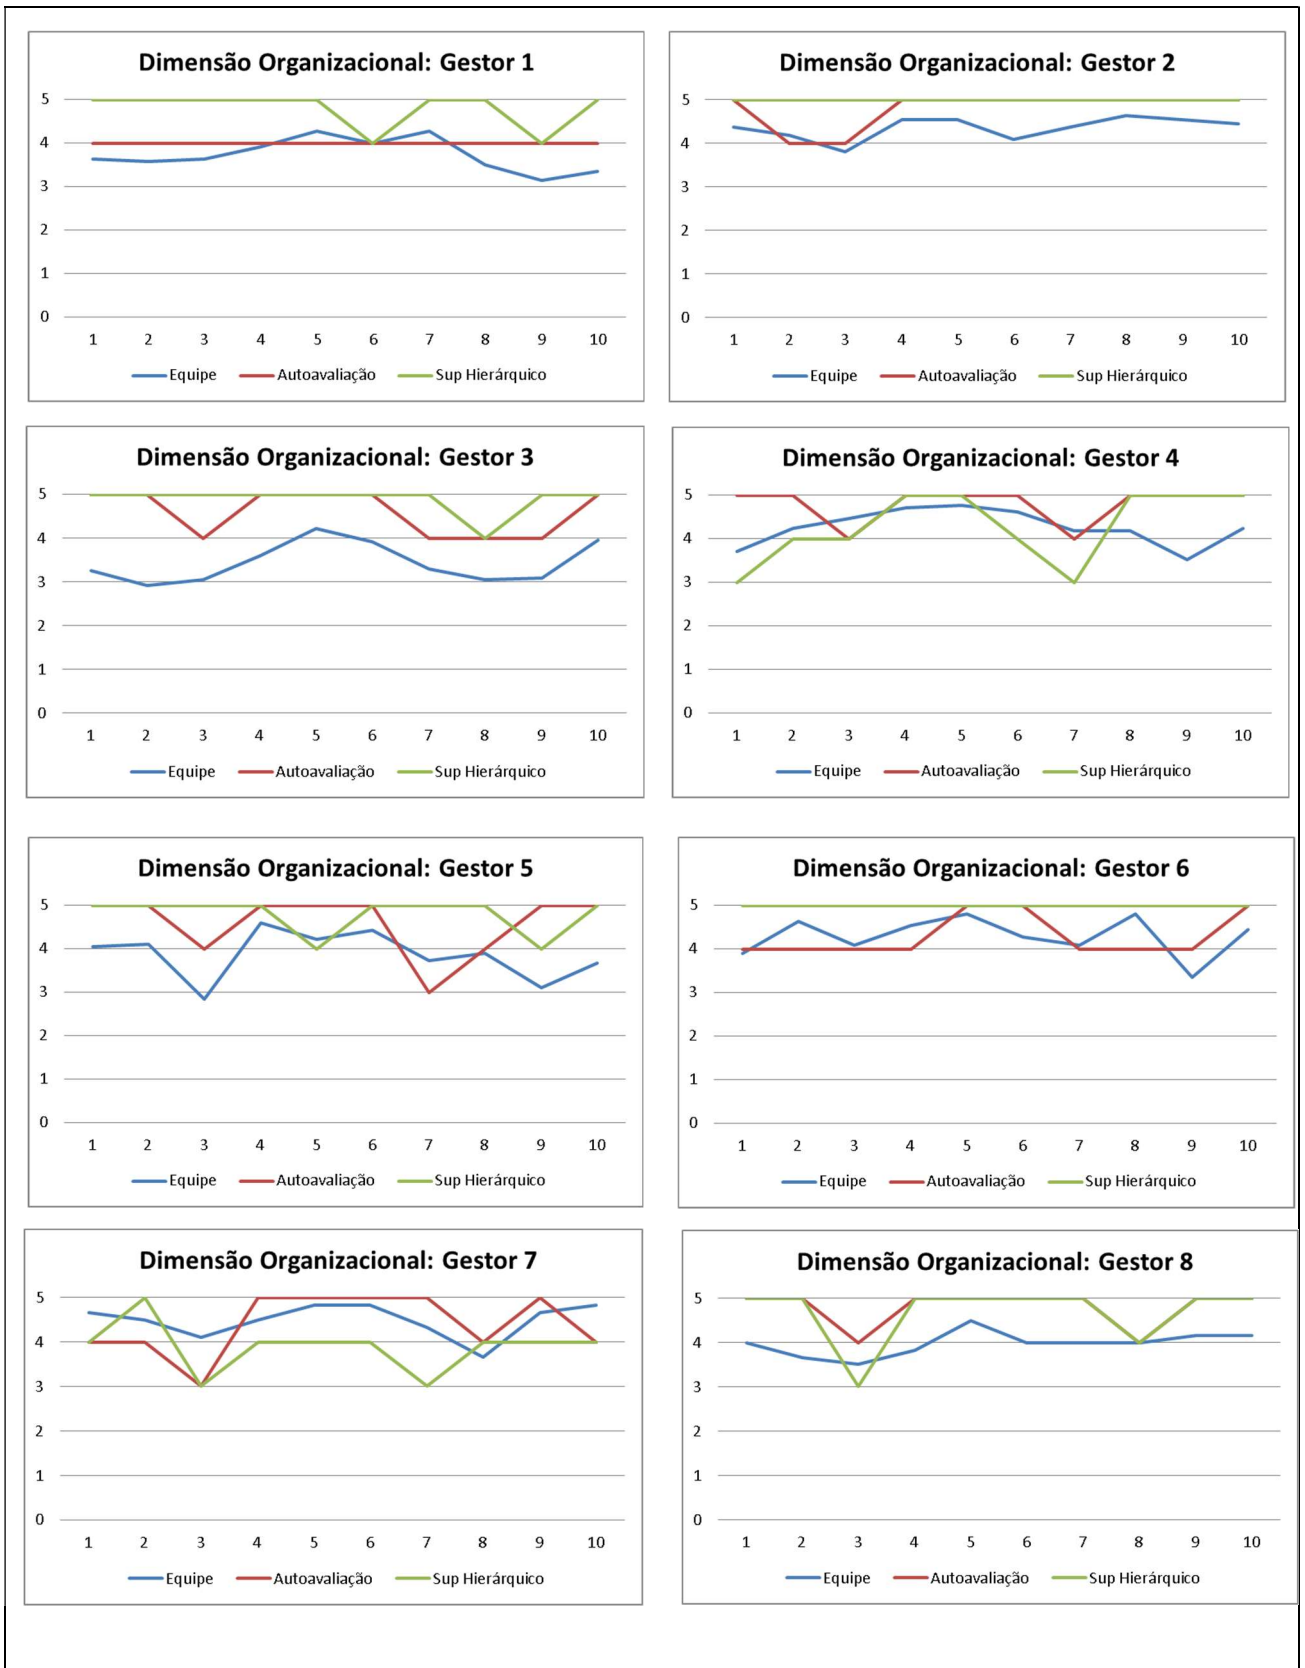 Dimensão Organizacional: Gestor 1
5
4
3
2
1
0
1 2 3 4 5 6 7 8 9 10
Equipe Autoavaliação Sup Hierárquico
Dimensão Organizacional: Gestor 2
5
4
3
2
1
0
1 2 3 4 5 6 7 8 9 10
Equipe Autoavaliação Sup Hierárquico
Dimensão Organizacional: Gestor 3
5
4
3
2
1
0
1 2 3 4 5 6 7 8 9 10
Equipe Autoavaliação Sup Hierárquico
Dimensão Organizacional: Gestor 4
5
4
3
2
1
0
1 2 3 4 5 6 7 8 9 10
Equipe Autoavaliação Sup Hierárquico
Dimensão Organizacional: Gestor 5
5
4
3
2
1
0
1 2 3 4 5 6 7 8 9 10
Equipe Autoavaliação Sup Hierárquico
Dimensão Organizacional: Gestor 6
5
4
3
2
1
0
1 2 3 4 5 6 7 8 9 10
Equipe Autoavaliação Sup Hierárquico
Dimensão Organizacional: Gestor 7
5
4
3
2
1
0
1 2 3 4 5 6 7 8 9 10
Equipe Autoavaliação Sup Hierárquico
Dimensão Organizacional: Gestor 8
5
4
3
2
1
0
1 2 3 4 5 6 7 8 9 10
Equipe Autoavaliação Sup Hierárquico